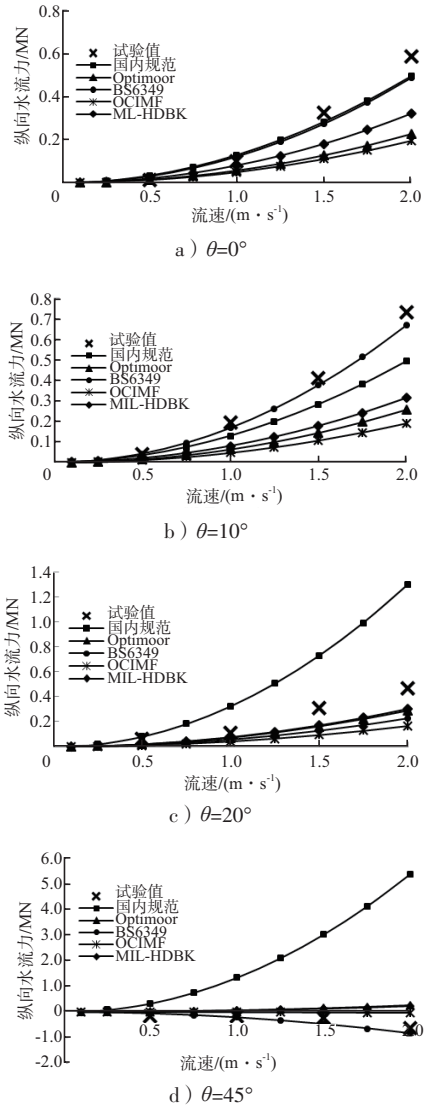 0.8
0.6
0.4
0.2
0
0.5
1.0
1.5
2.0
纵向水流力/MN
试验值
国内规范
Optimoor
BS6349
OCIMF
ML-HDBK
流速/(m·s⁻¹)
a）θ=0°
0.8
0.7
0.6
0.5
0.4
0.3
0.2
0.1
0
0.5
1.0
1.5
2.0
纵向水流力/MN
试验值
国内规范
Optimoor
BS6349
OCIMF
MIL-HDBK
流速/(m·s⁻¹)
b）θ=10°
1.4
1.2
1.0
0.8
0.6
0.4
0.2
0
0.5
1.0
1.5
2.0
纵向水流力/MN
试验值
国内规范
Optimoor
BS6349
OCIMF
MIL-HDBK
流速/(m·s⁻¹)
c）θ=20°
6.0
5.0
4.0
3.0
2.0
1.0
0
-1.0
-2.0
0.5
1.0
1.5
2.0
纵向水流力/MN
试验值
国内规范
Optimoor
BS6349
OCIMF
MIL-HDBK
流速/(m·s⁻¹)
d）θ=45°